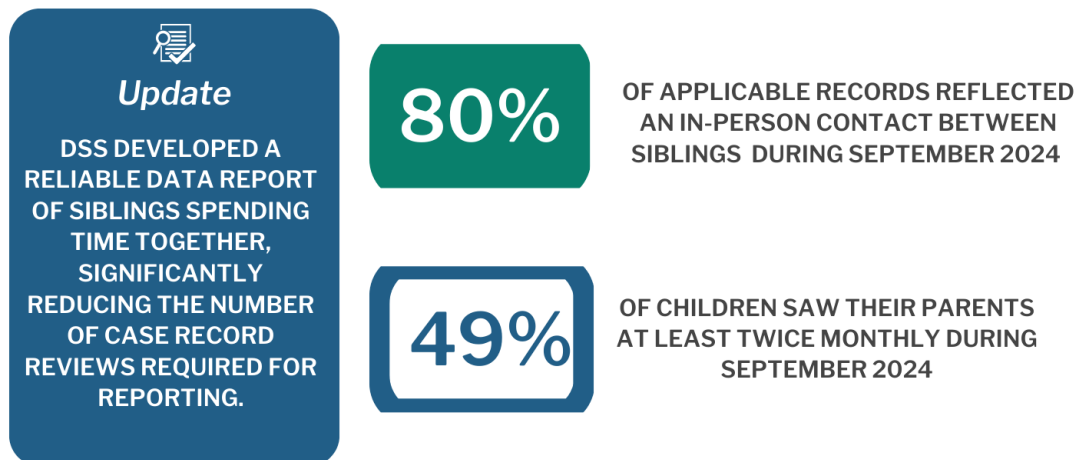 Update
DSS DEVELOPED A
RELIABLE DATA REPORT
OF SIBLINGS SPENDING
TIME TOGETHER,
SIGNIFICANTLY
REDUCING THE NUMBER
OF CASE RECORD
REVIEWS REQUIRED FOR
REPORTING.
80%
OF APPLICABLE RECORDS REFLECTED
AN IN-PERSON CONTACT BETWEEN
SIBLINGS DURING SEPTEMBER 2024
49%
OF CHILDREN SAW THEIR PARENTS
AT LEAST TWICE MONTHLY DURING
SEPTEMBER 2024